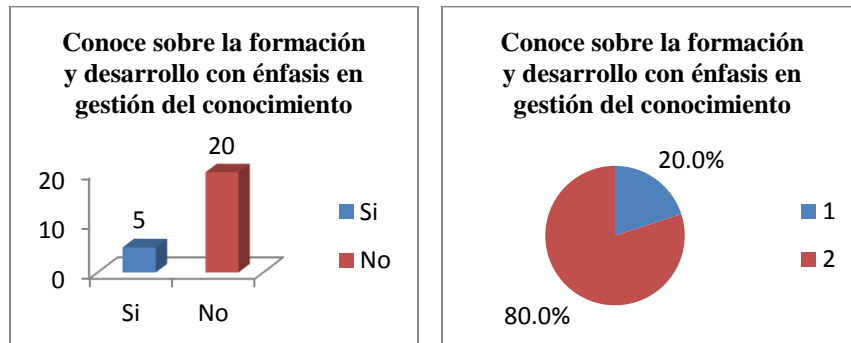 Conoce sobre la formación
y desarrollo con énfasis en
gestión del conocimiento
20
20
5
10
0
Si
No
Si
No
Conoce sobre la formación
y desarrollo con énfasis en
gestión del conocimiento
20.0%
1
2
80.0%